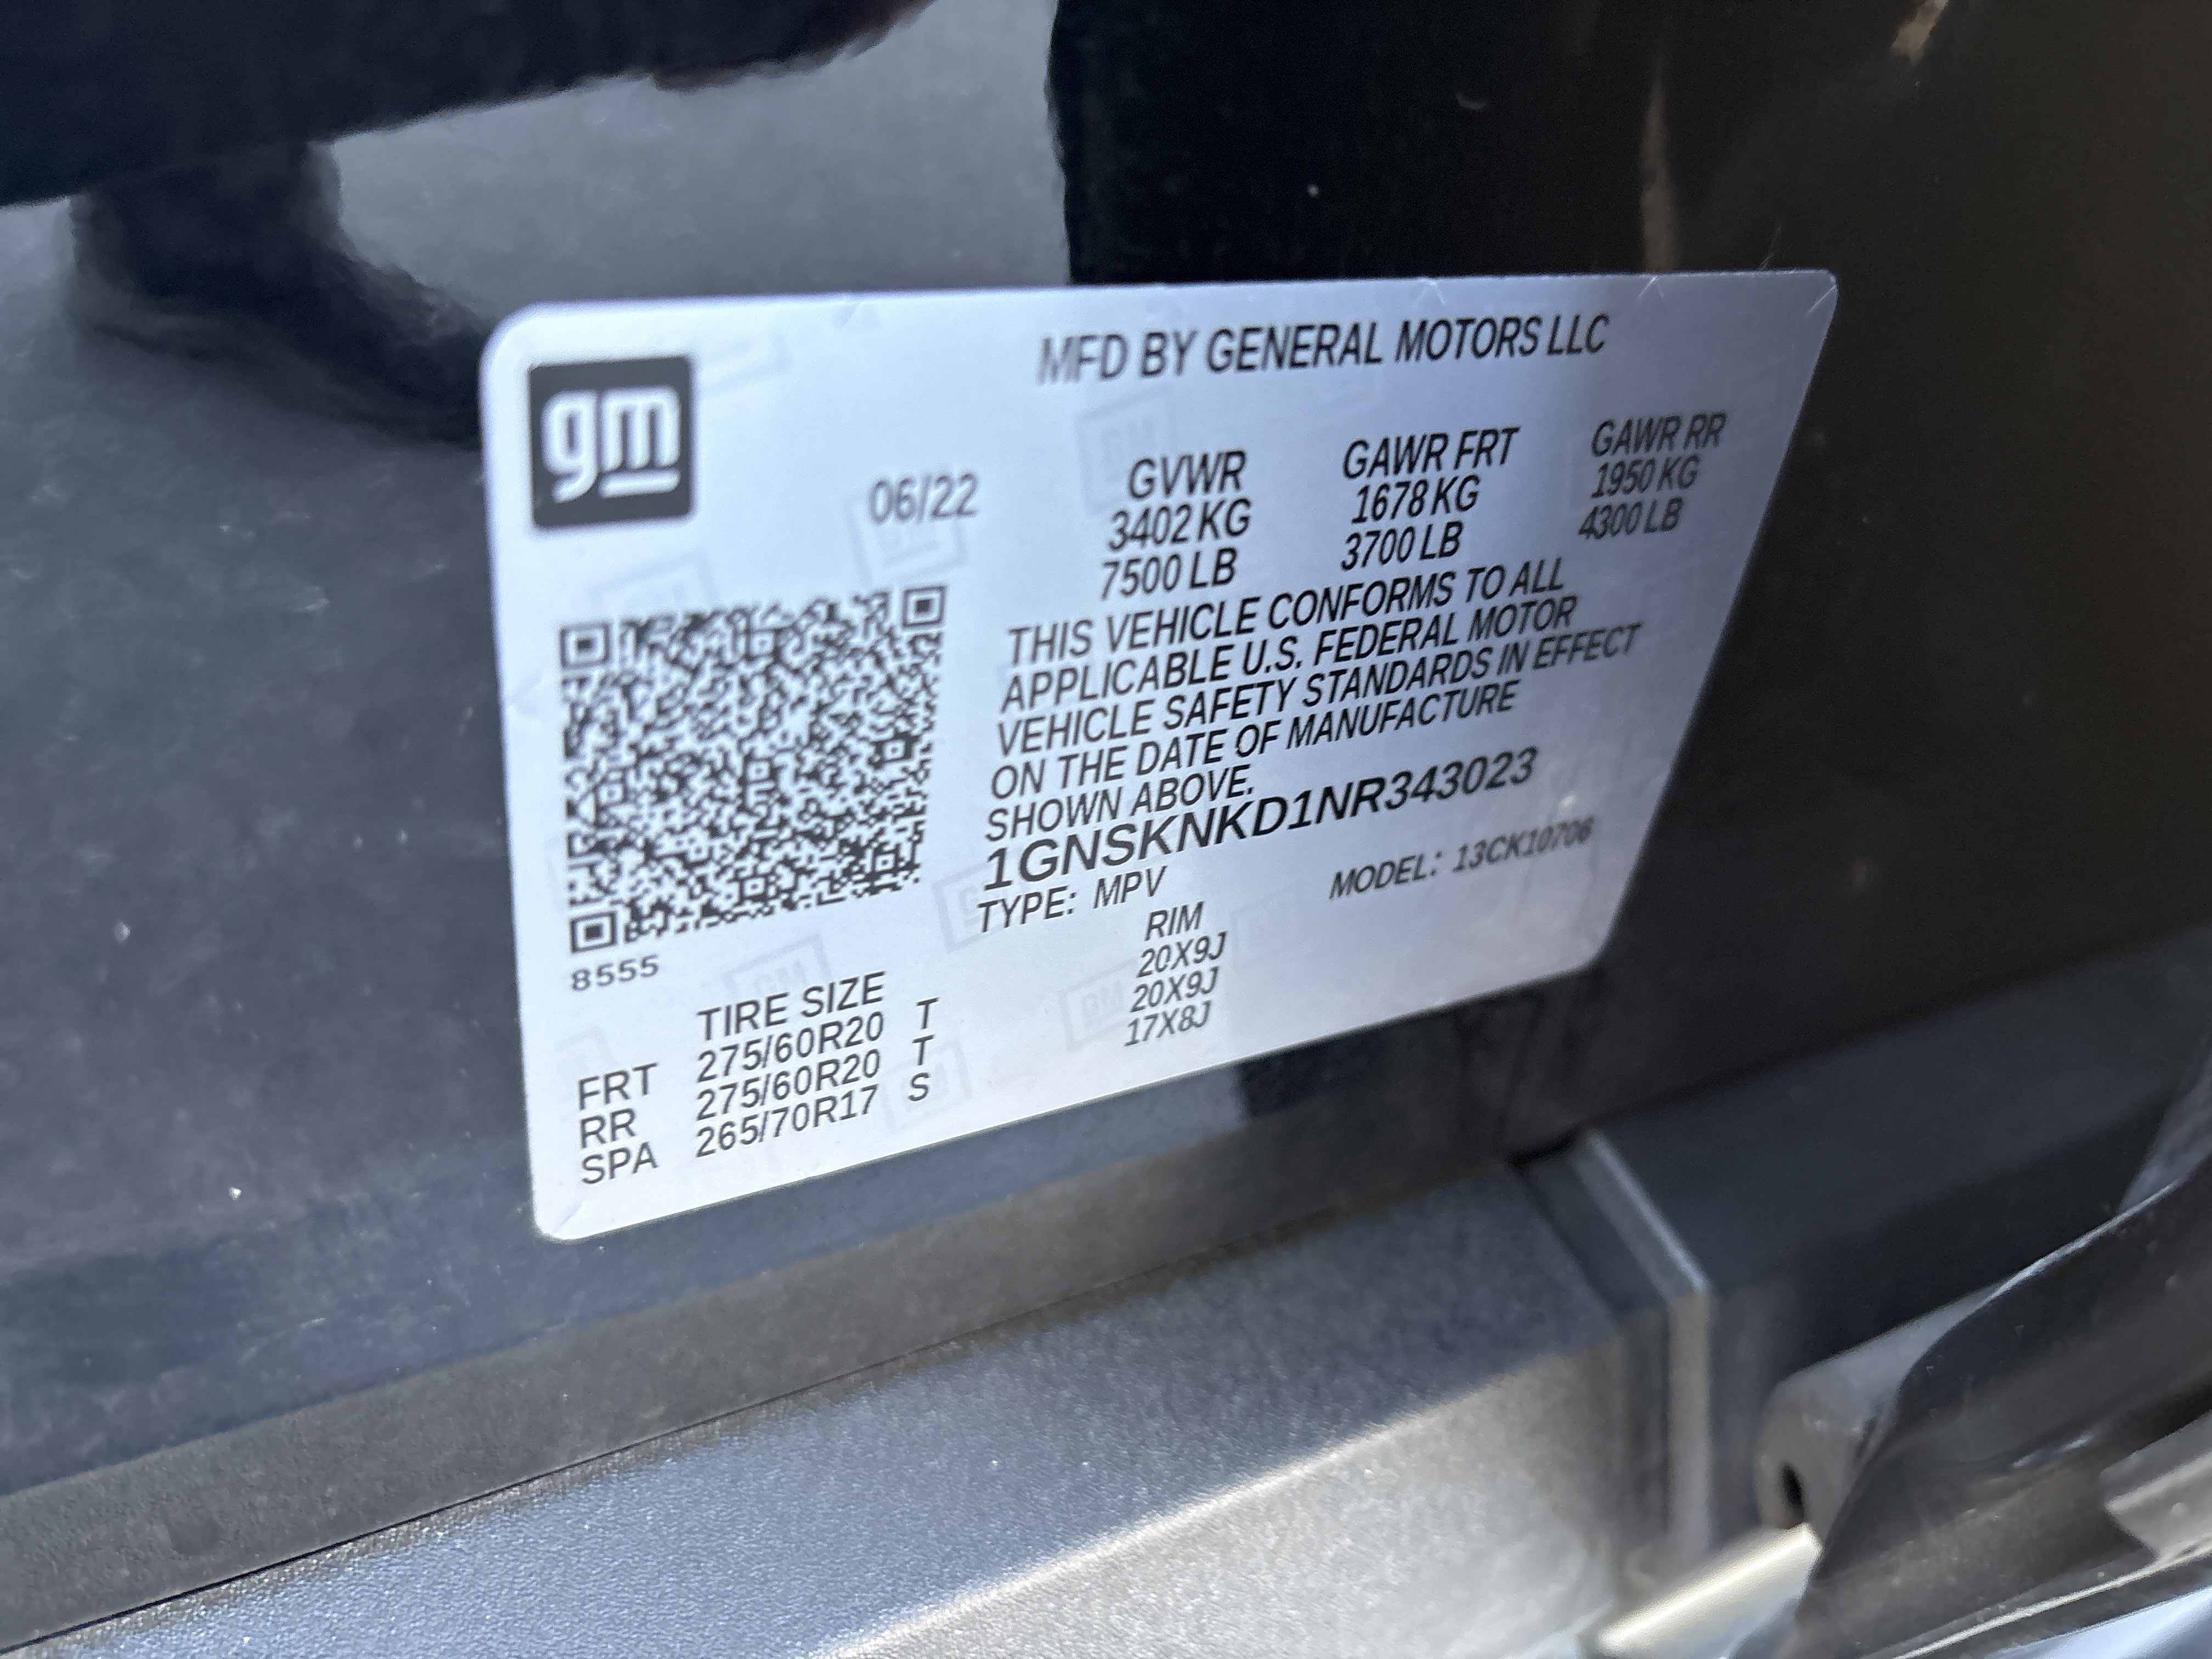 gm
MFD BY GENERAL MOTORS LLC
06/22
GVWR GAWR FRT GAWR RR
3402 KG 1678 KG 1950 KG
7500 LB 3700 LB 4300 LB
THIS VEHICLE CONFORMS TO ALL
APPLICABLE U.S. FEDERAL MOTOR
VEHICLE SAFETY STANDARDS IN EFFECT
ON THE DATE OF MANUFACTURE
SHOWN ABOVE.
1GNSKNKD1NR343023
TYPE: MPV MODEL: 13CK10706
8555
TIRE SIZE RIM
FRT 275/60R20 T 20X9J
RR 275/60R20 T 20X9J
SPA 265/70R17 S 17X8J